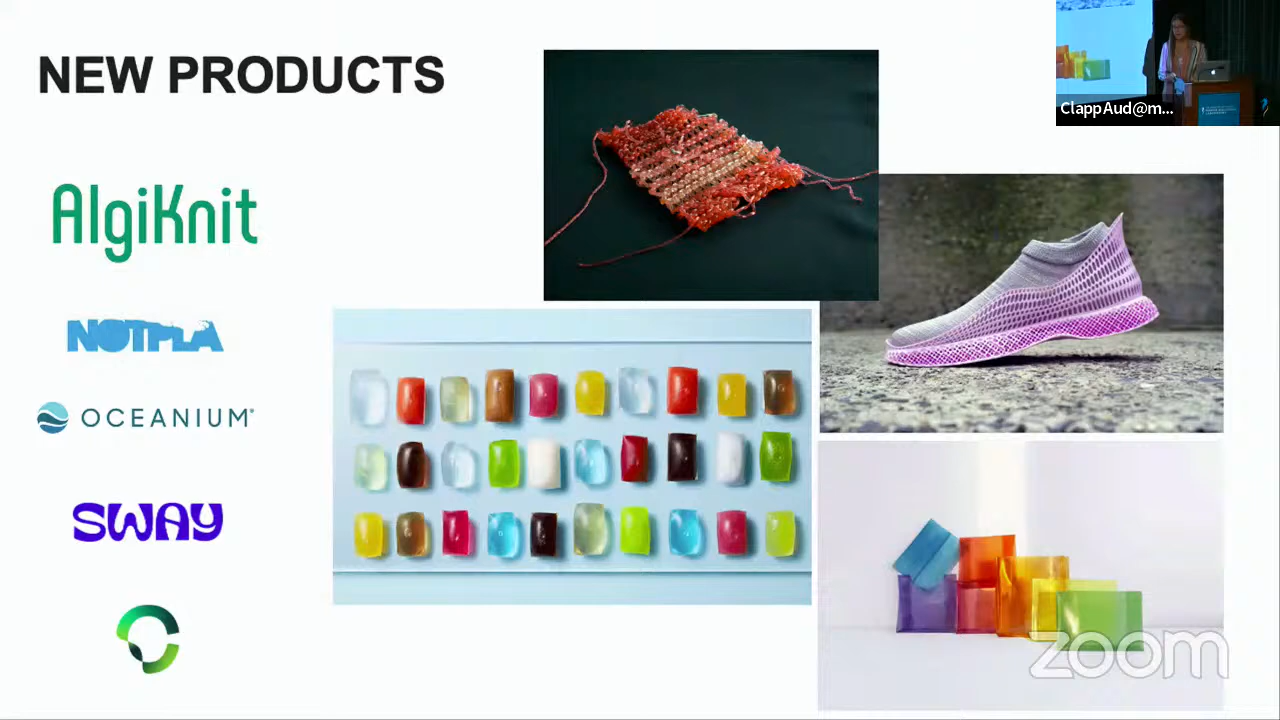 NEW PRODUCTS
ClappAud@m...
AlgiKnit
NOTPLA
OCEANIUM®
SWAY
zoom